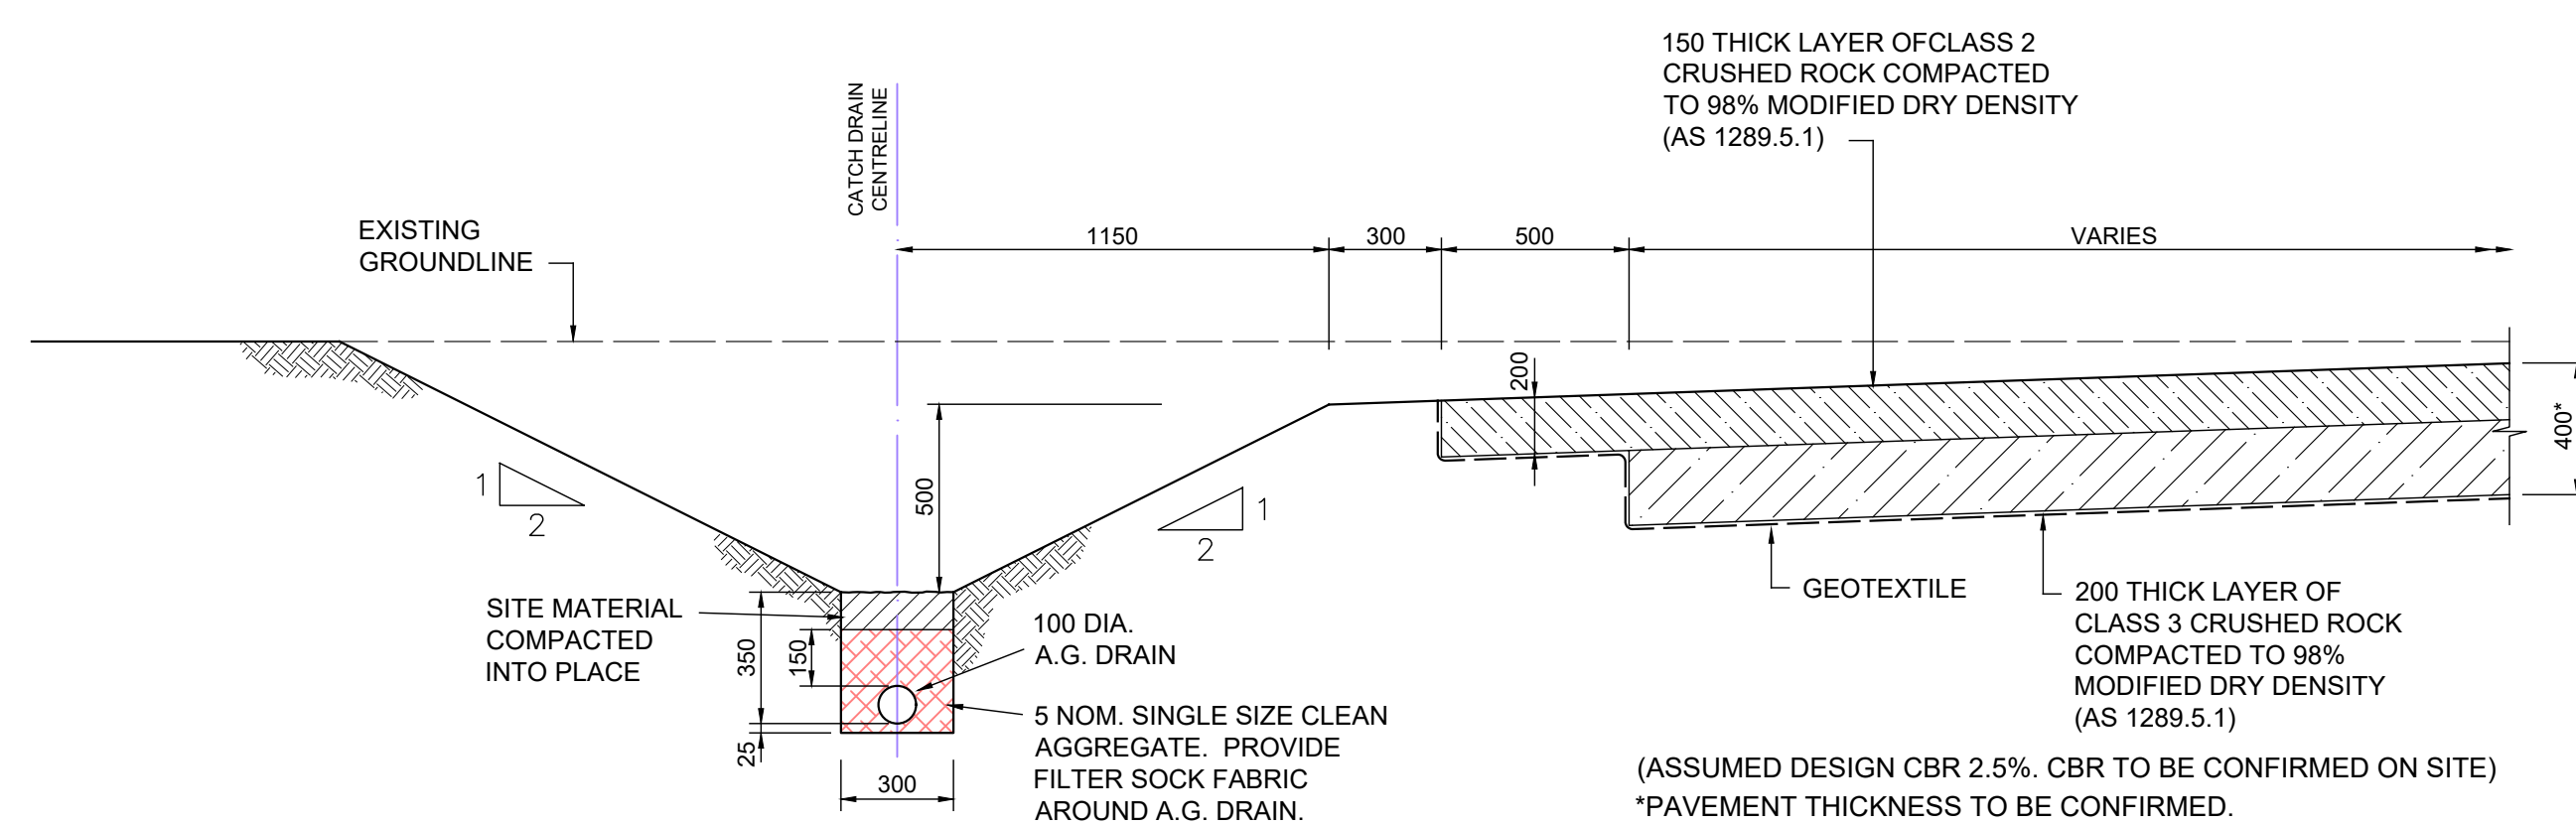 150 THICK LAYER OFCLASS 2
CRUSHED ROCK COMPACTED
TO 98% MODIFIED DRY DENSITY
(AS 1289.5.1)
CATCH DRAIN
CENTRELINE
EXISTING
GROUNDLINE
1150
300
500
VARIES
200
400*
500
1
2
1
2
GEOTEXTILE
200 THICK LAYER OF
CLASS 3 CRUSHED ROCK
COMPACTED TO 98%
MODIFIED DRY DENSITY
(AS 1289.5.1)
SITE MATERIAL
COMPACTED
INTO PLACE
350
150
25
300
100 DIA.
A.G. DRAIN
5 NOM. SINGLE SIZE CLEAN
AGGREGATE. PROVIDE
FILTER SOCK FABRIC
AROUND A.G. DRAIN.
(ASSUMED DESIGN CBR 2.5%. CBR TO BE CONFIRMED ON SITE)
*PAVEMENT THICKNESS TO BE CONFIRMED.